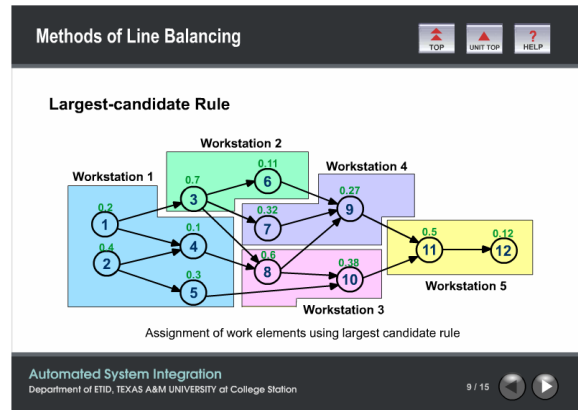 Methods of Line Balancing
TOP
UNIT TOP
?
HELP
Largest-candidate Rule
Workstation 2
Workstation 1
Workstation 4
0.11
6
0.7
3
0.27
9
0.2
1
0.32
7
0.1
4
0.5
11
0.12
12
0.4
2
0.6
8
0.3
5
0.38
10
Workstation 5
Workstation 3
Assignment of work elements using largest candidate rule
Automated System Integration
Department of ETID, TEXAS A&M UNIVERSITY at College Station
9 / 15